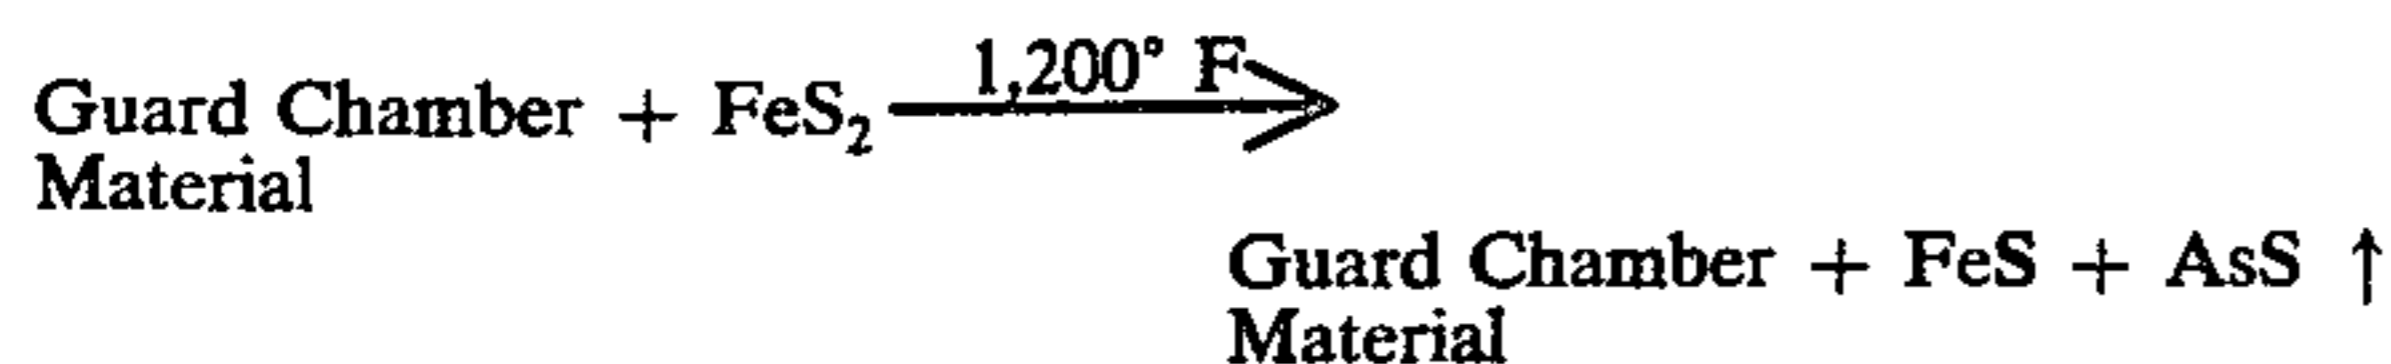 1,200° F
Guard Chamber + FeS₂ ⟶
Material
Guard Chamber + FeS + AsS ↑
Material